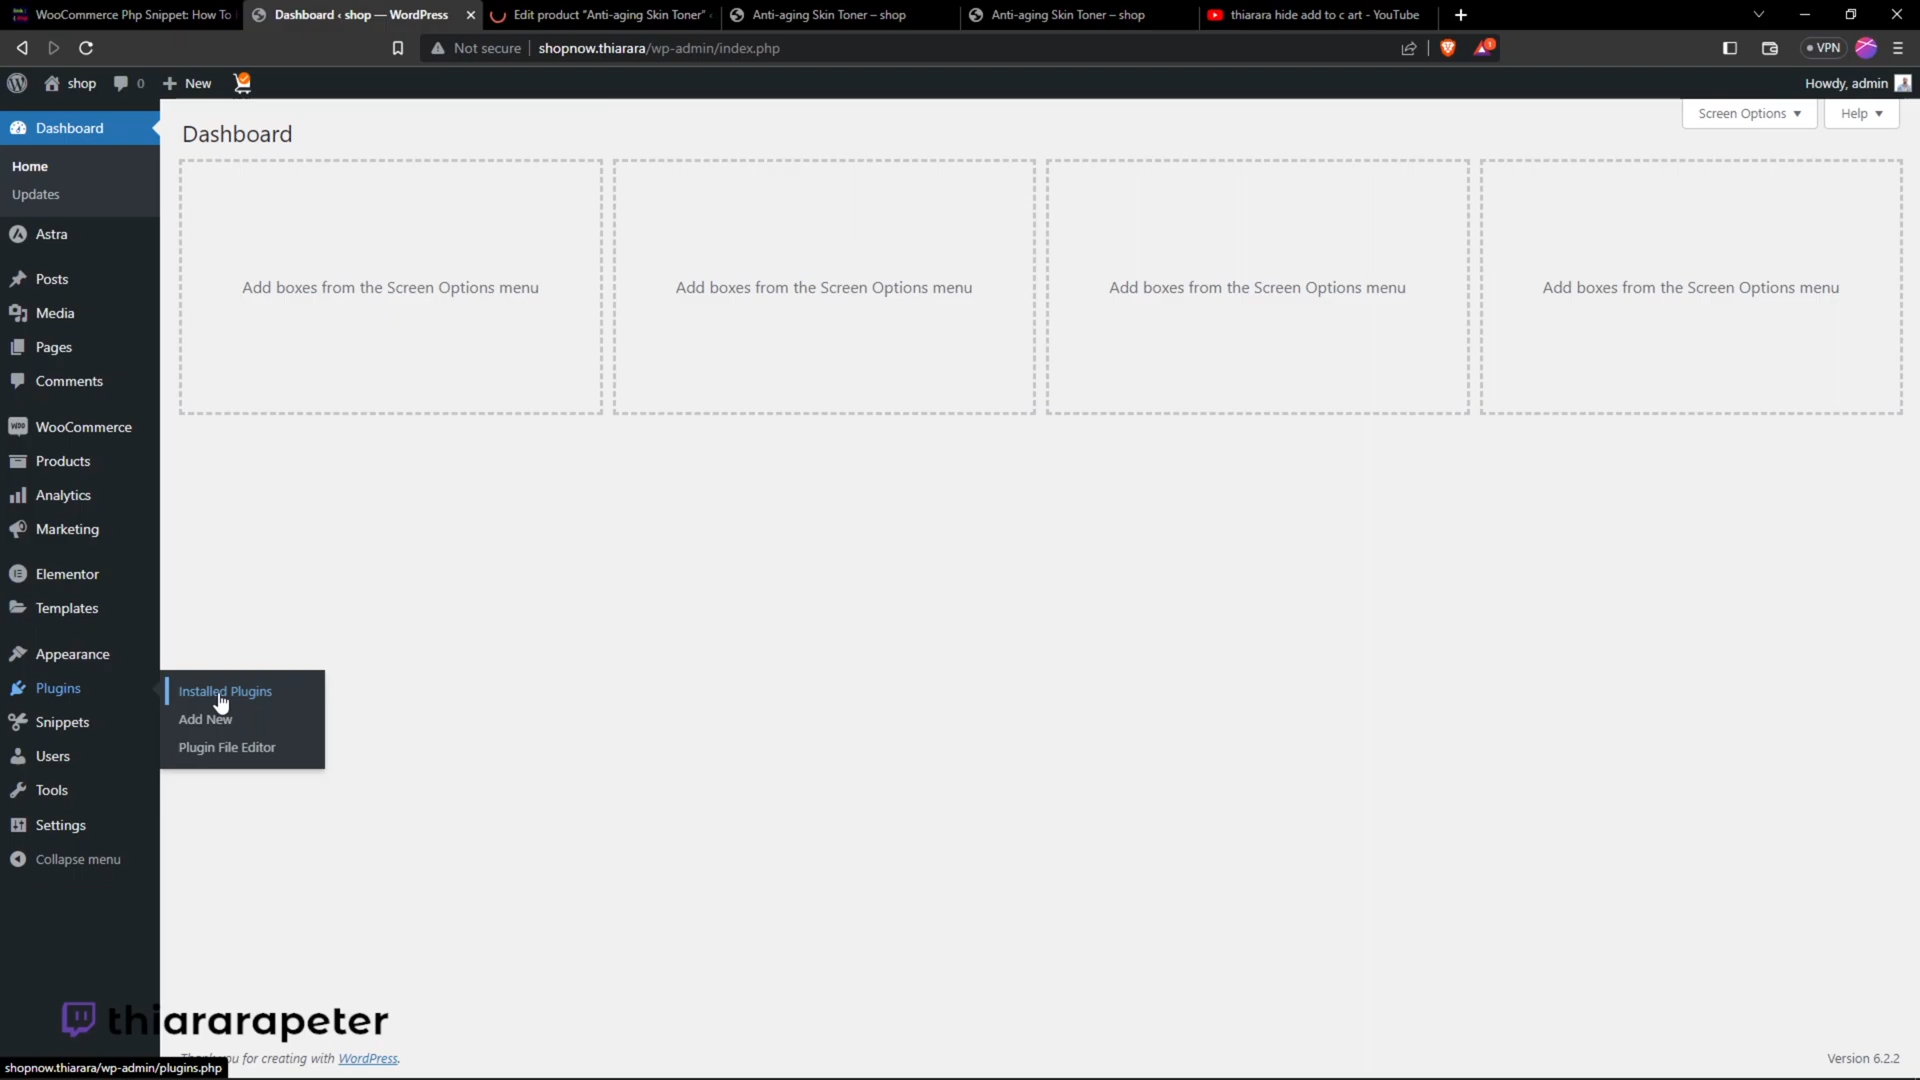 WooCommerce Php Snippet: How To
Dashboard ‹ shop — WordPress
Edit product "Anti-aging Skin Toner"
Anti-aging Skin Toner – shop
Anti-aging Skin Toner – shop
thiarara hide add to c art - YouTube
Not secure
shopnow.thiarara/wp-admin/index.php
1
VPN
shop
0
New
Howdy, admin
Dashboard
Home
Updates
Astra
Posts
Media
Pages
Comments
WooCommerce
Products
Analytics
Marketing
Elementor
Templates
Appearance
Plugins
Snippets
Users
Tools
Settings
Collapse menu
Installed Plugins
Add New
Plugin File Editor
Dashboard
Screen Options
Help
Add boxes from the Screen Options menu
Add boxes from the Screen Options menu
Add boxes from the Screen Options menu
Add boxes from the Screen Options menu
thiararapeter
for creating with WordPress.
Version 6.2.2
shopnow.thiarara/wp-admin/plugins.php